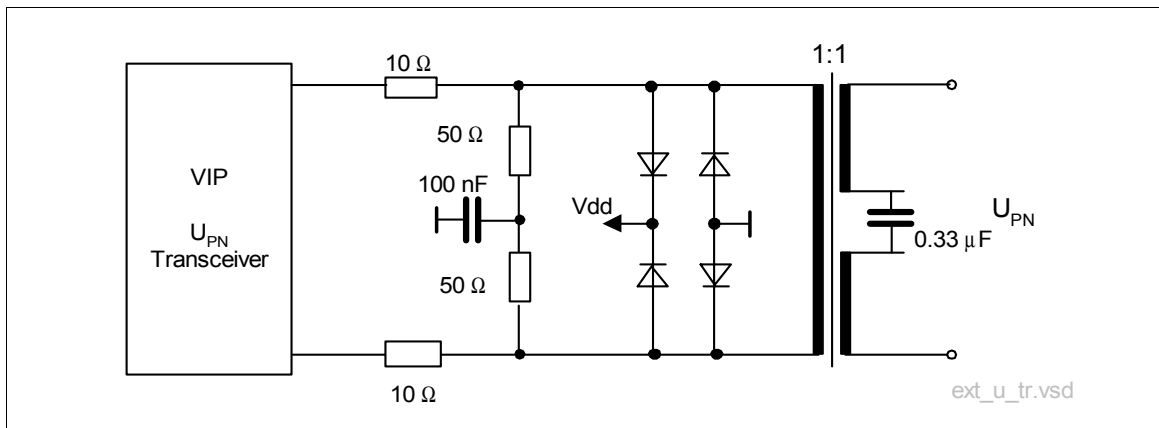 1:1
10 Ω
50 Ω
VIP
100 nF
Vdd
U_PN
U_PN
Transceiver
0.33 μF
50 Ω
10 Ω
ext_u_tr.vsd